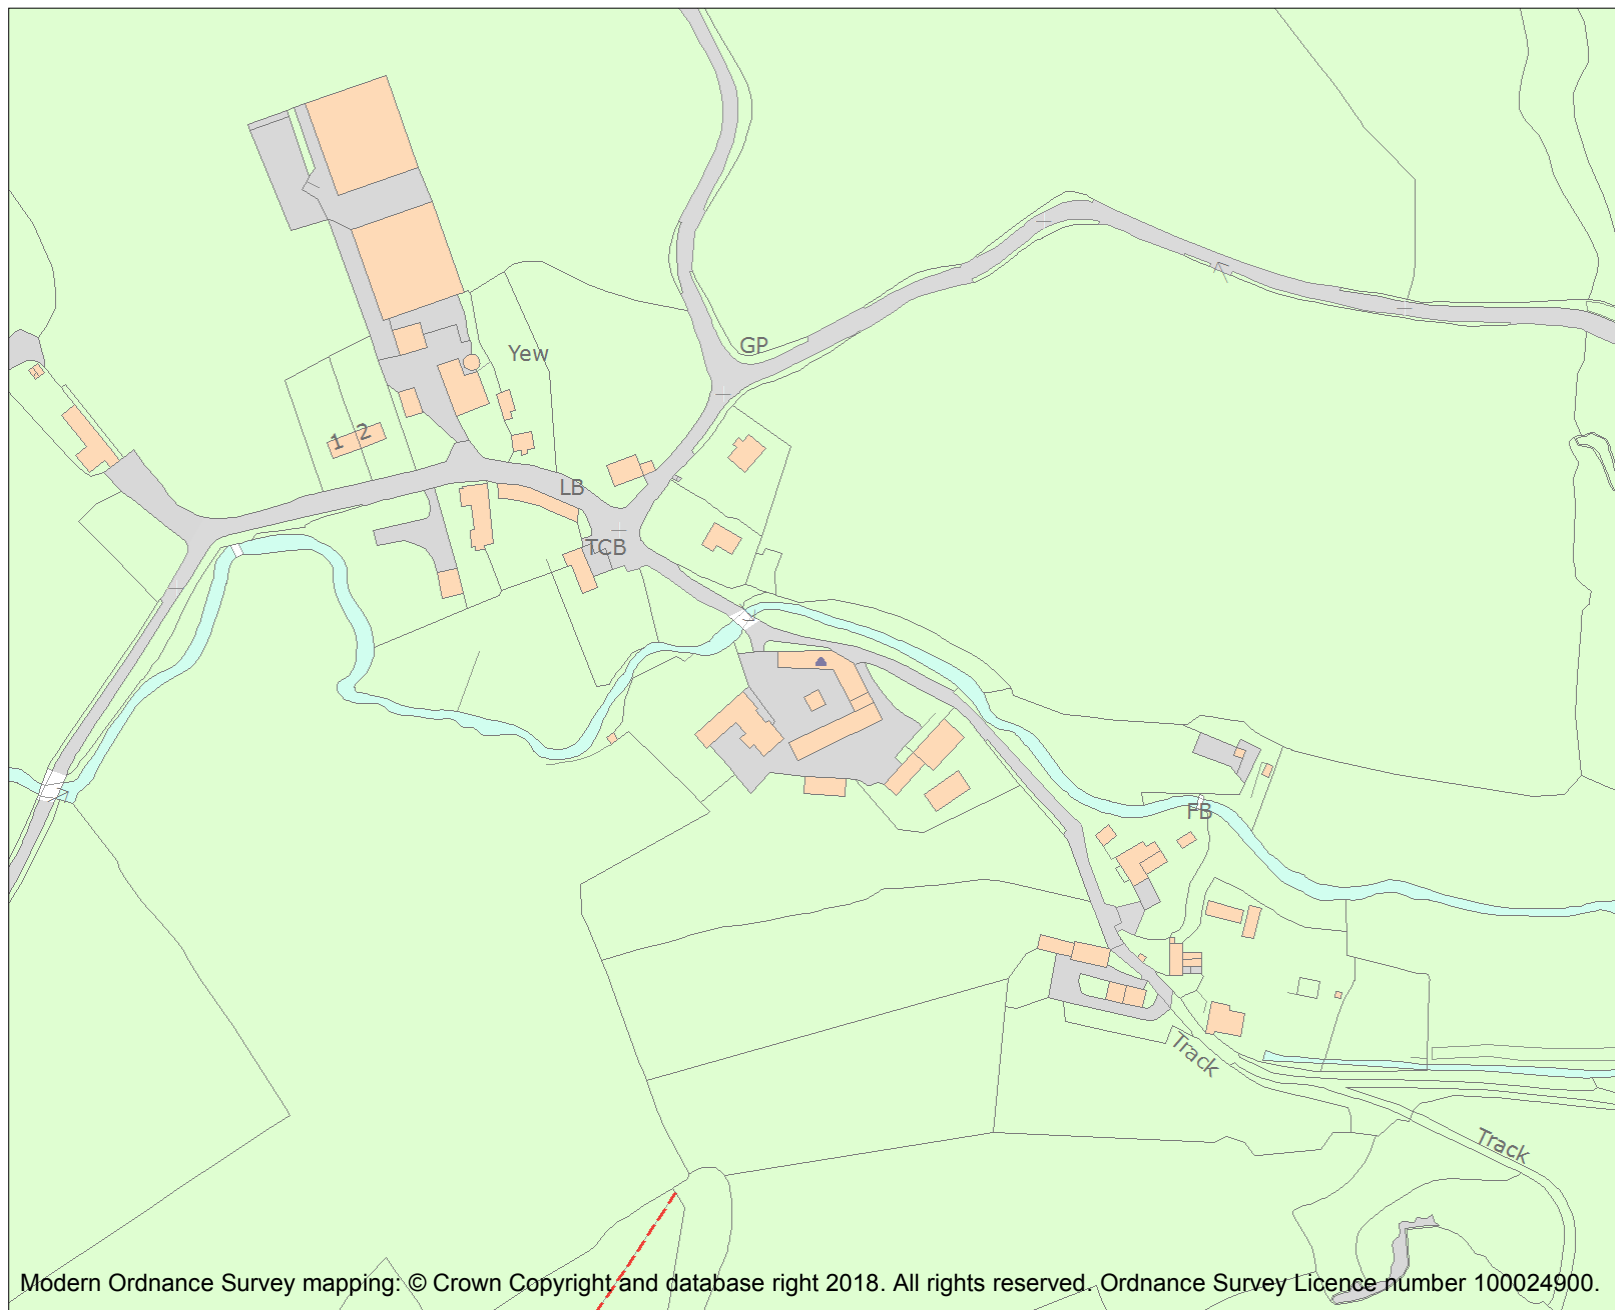 GP
Yew
1 2
LB
TCB
FB
Track
Track
Modern Ordnance Survey mapping: © Crown Copyright and database right 2018. All rights reserved. Ordnance Survey Licence number 100024900.